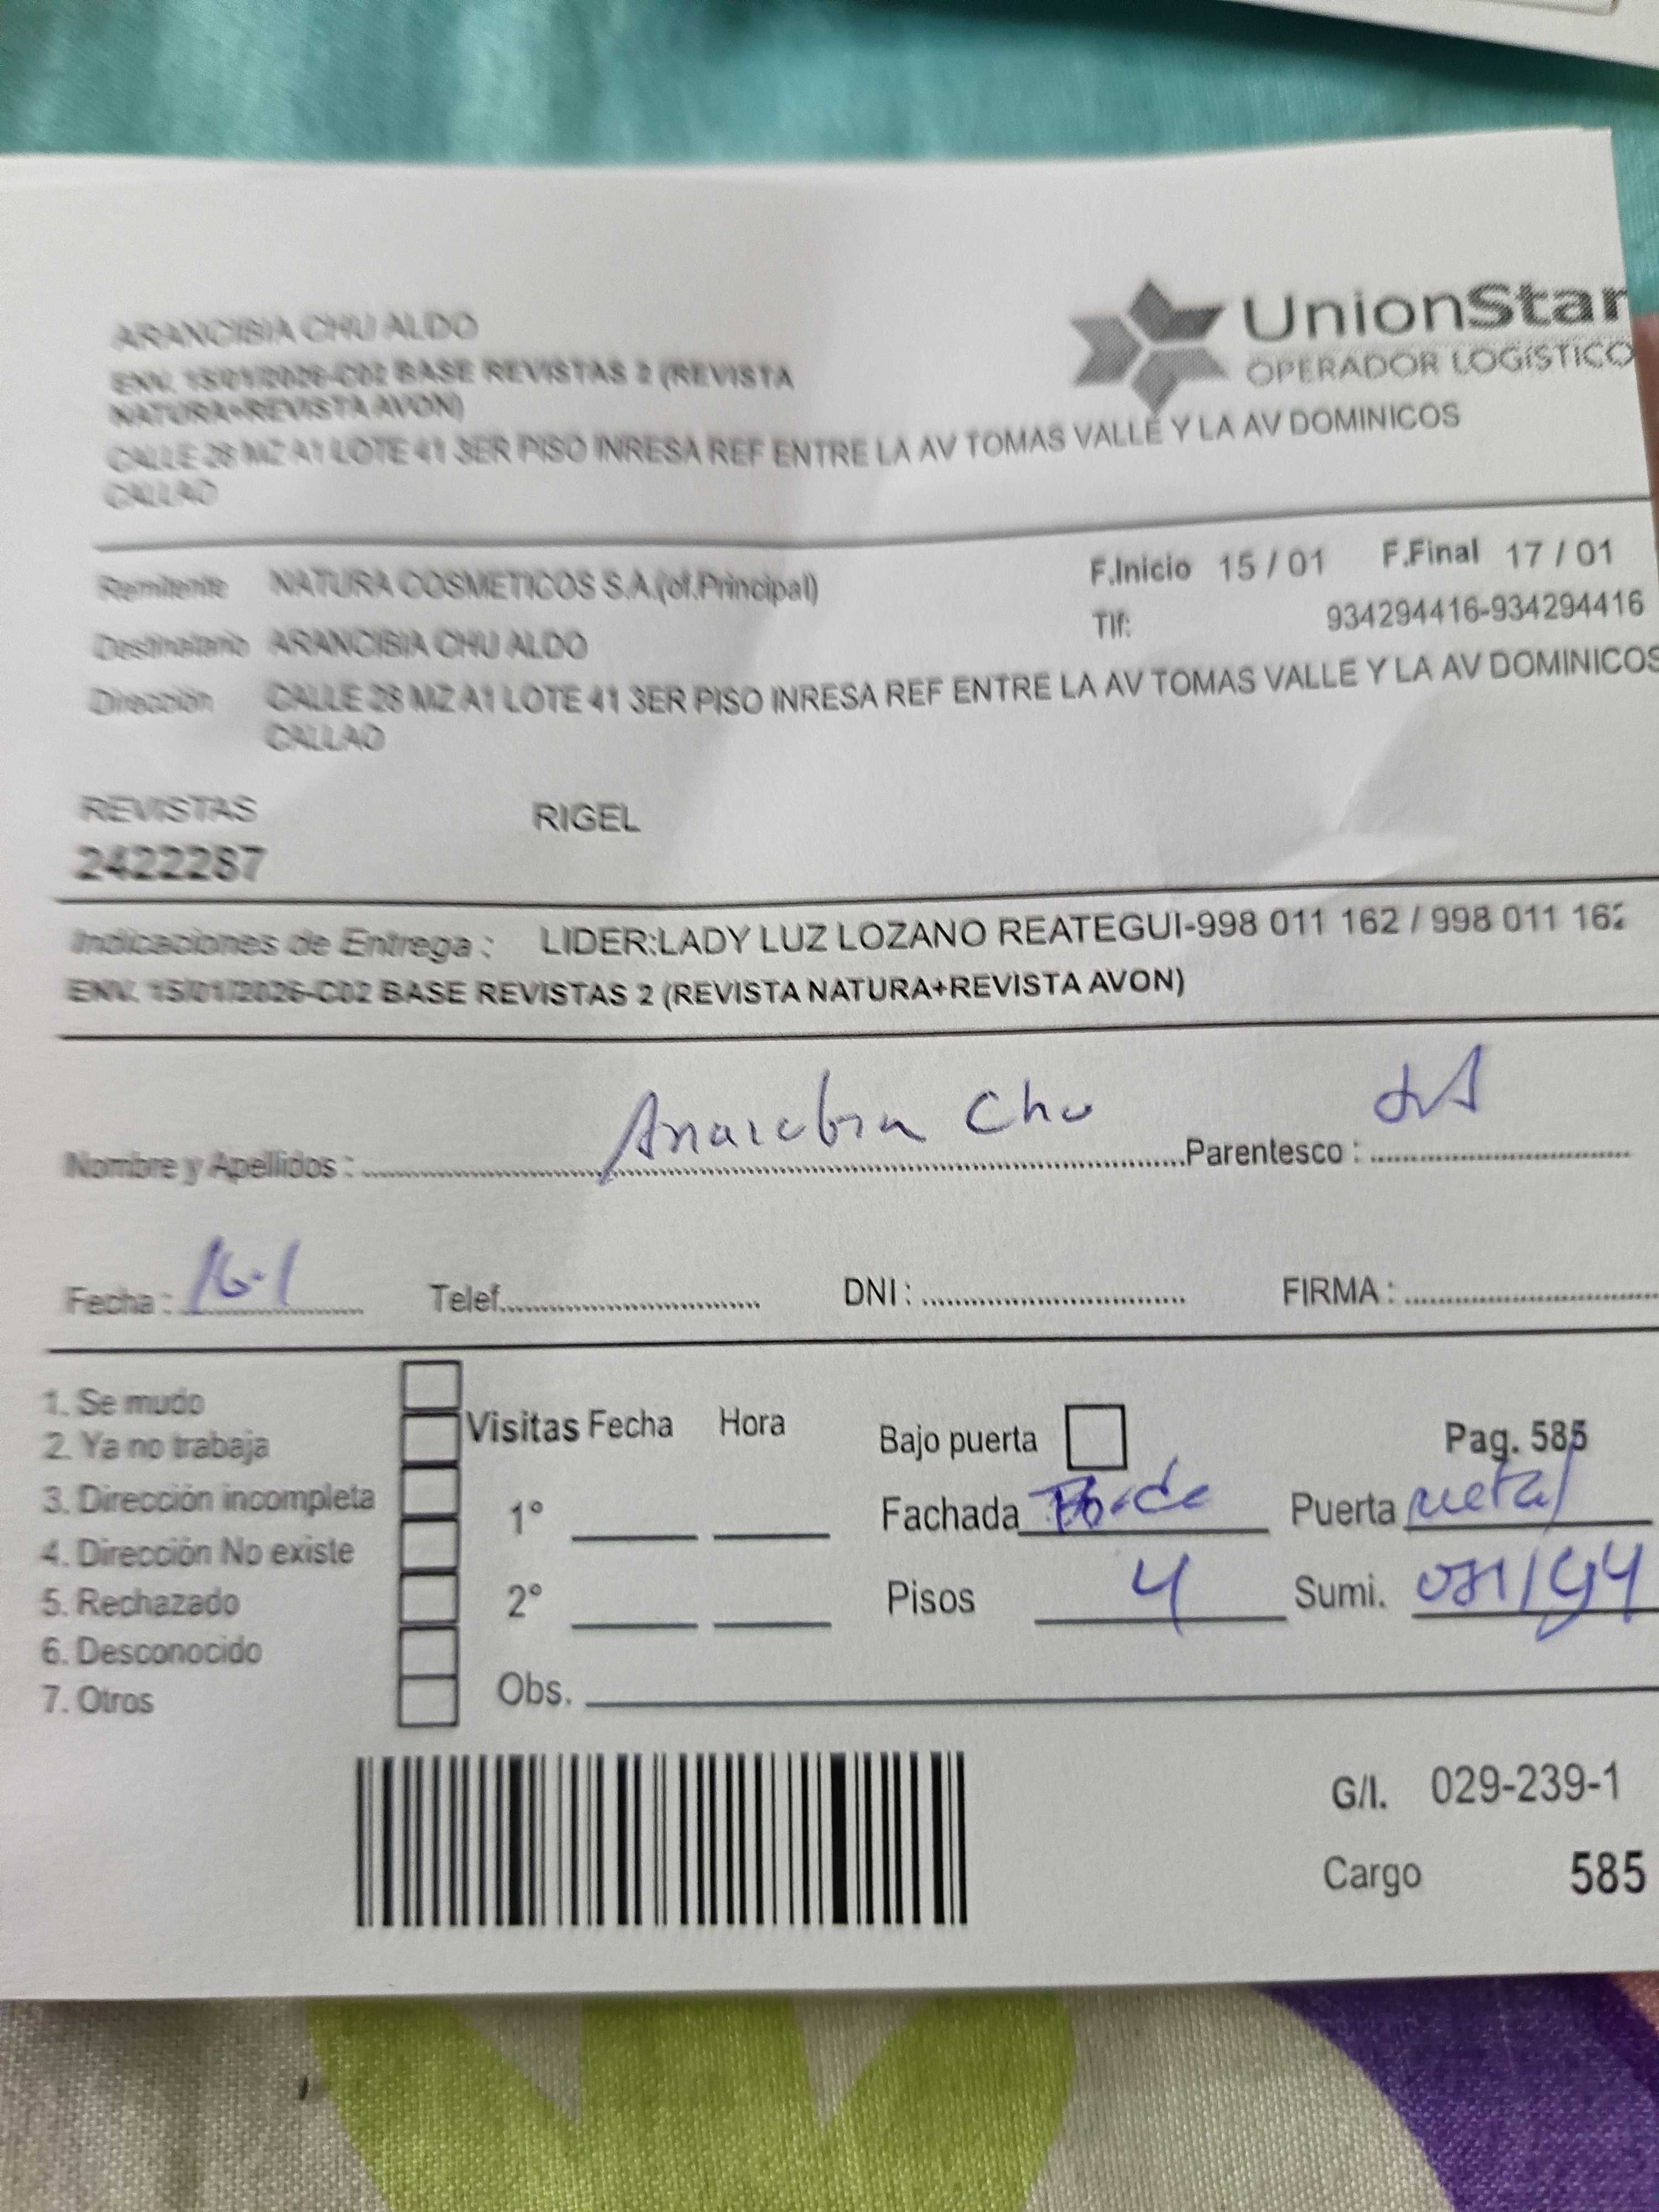 ARANCIBIA CHU ALDO
ENV. 15/01/2026-C02 BASE REVISTAS 2 (REVISTA
NATURA+REVISTA AVON)
CALLE 28 MZ A1 LOTE 41 3ER PISO INRESA REF ENTRE LA AV TOMAS VALLE Y LA AV DOMINICOS
CALLAO
UnionStar
OPERADOR LOGÍSTICO
Remitente NATURA COSMETICOS S.A.(of.Principal)
F.Inicio 15 / 01 F.Final 17 / 01
Destinatario ARANCIBIA CHU ALDO
Tlf: 934294416-934294416
Dirección CALLE 28 MZ A1 LOTE 41 3ER PISO INRESA REF ENTRE LA AV TOMAS VALLE Y LA AV DOMINICOS
CALLAO
REVISTAS RIGEL
2422287
Indicaciones de Entrega : LIDER:LADY LUZ LOZANO REATEGUI-998 011 162 / 998 011 162
ENV. 15/01/2026-C02 BASE REVISTAS 2 (REVISTA NATURA+REVISTA AVON)
Nombre y Apellidos : Arancibia Chu Parentesco :
Fecha : 16-1 Telef. DNI : FIRMA :
1. Se mudo
2. Ya no trabaja
3. Dirección incompleta
4. Dirección No existe
5. Rechazado
6. Desconocido
7. Otros
Visitas Fecha Hora
1°
2°
Obs.
Bajo puerta Pag. 585
Fachada Puerta metal
Pisos 4 Sumi.
G/I. 029-239-1
Cargo 585